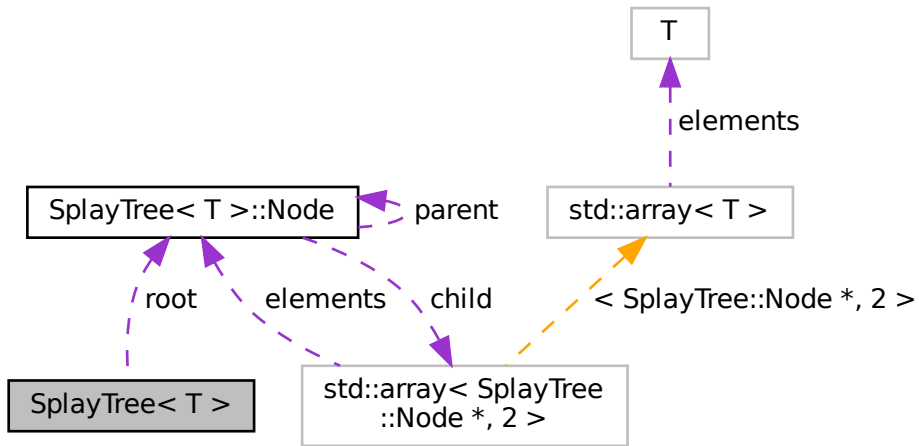 T
elements
SplayTree< T >::Node
parent
std::array< T >
root
elements
child
< SplayTree::Node *, 2 >
SplayTree< T >
std::array< SplayTree
::Node *, 2 >